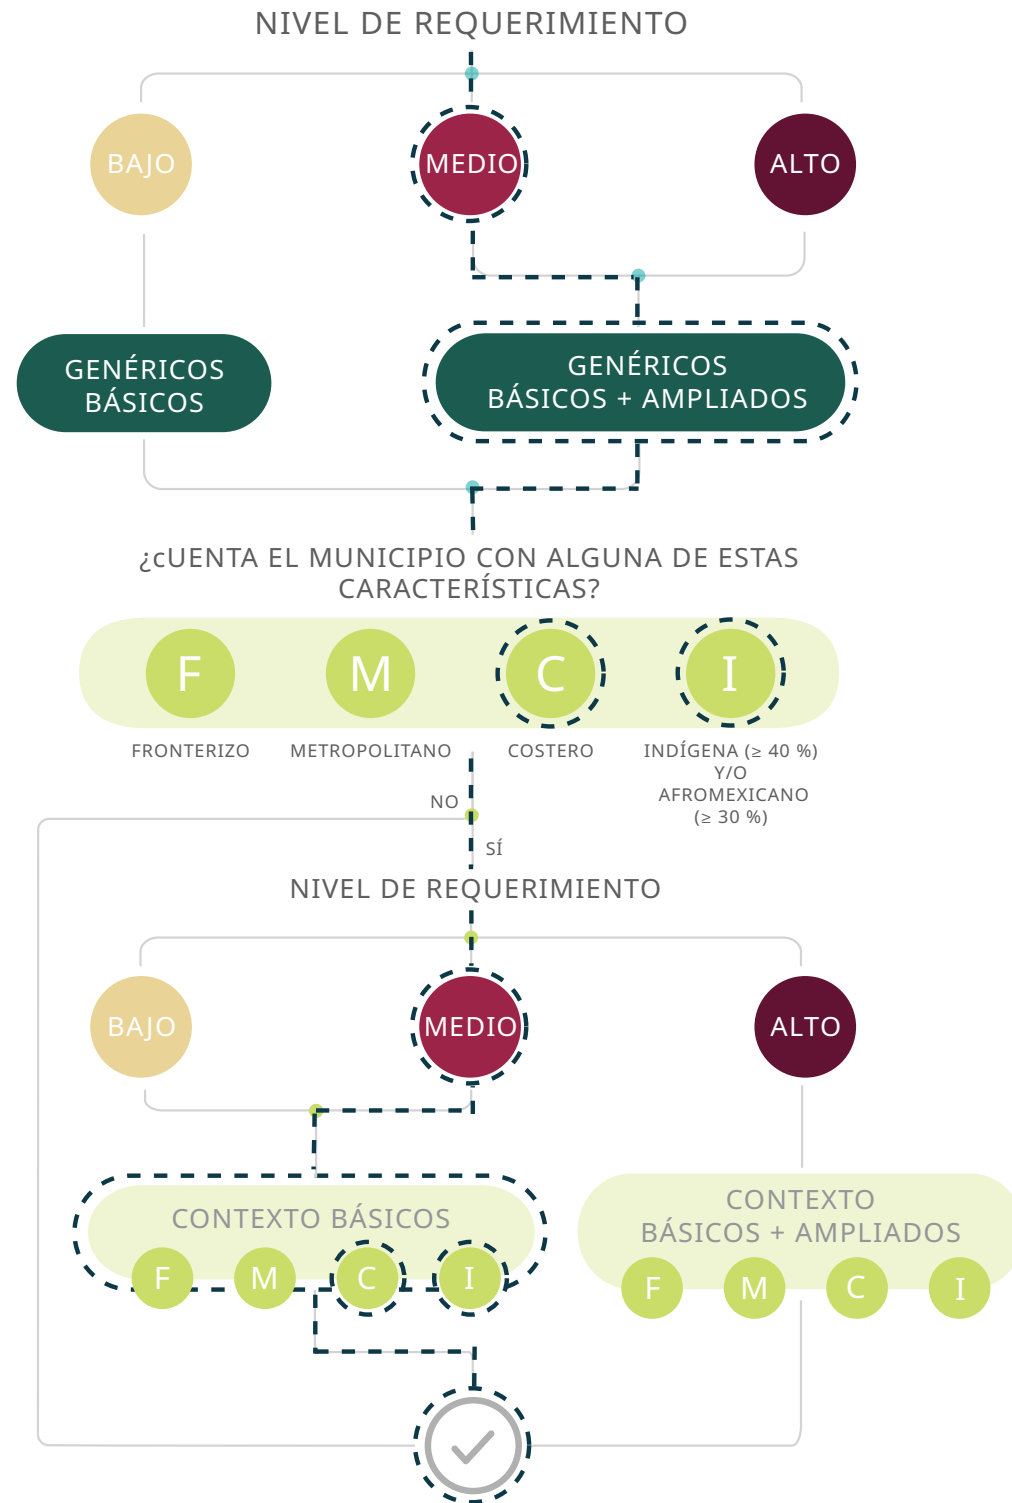 NIVEL DE REQUERIMIENTO
BAJO
MEDIO
ALTO
GENÉRICOS
BÁSICOS
GENÉRICOS
BÁSICOS + AMPLIADOS
¿cUENTA EL MUNICIPIO CON ALGUNA DE ESTAS
CARACTERÍSTICAS?
F
M
C
I
FRONTERIZO
METROPOLITANO
COSTERO
INDÍGENA (≥ 40 %)
Y/O
AFROMEXICANO
(≥ 30 %)
NO
SÍ
NIVEL DE REQUERIMIENTO
BAJO
MEDIO
ALTO
CONTEXTO BÁSICOS
F
M
C
I
CONTEXTO
BÁSICOS + AMPLIADOS
F
M
C
I